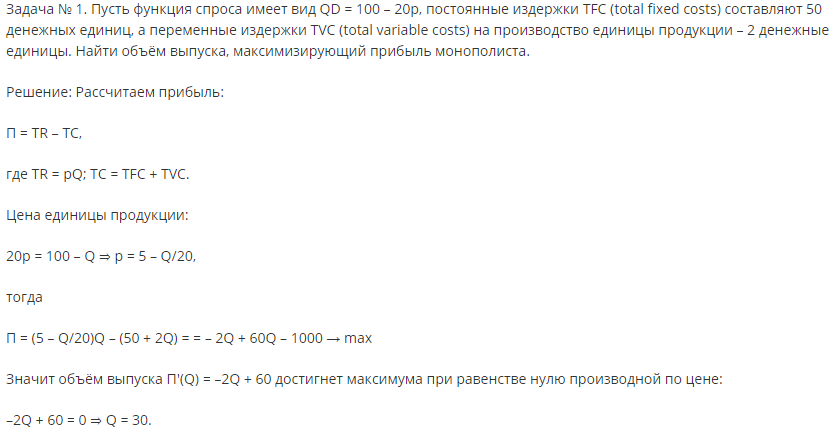 Задача № 1. Пусть функция спроса имеет вид QD = 100 – 20p, постоянные издержки TFC (total fixed costs) составляют 50
денежных единиц, а переменные издержки TVC (total variable costs) на производство единицы продукции – 2 денежные
единицы. Найти объём выпуска, максимизирующий прибыль монополиста.
Решение: Рассчитаем прибыль:
П = TR – TC,
где TR = pQ; TC = TFC + TVC.
Цена единицы продукции:
20p = 100 – Q ⇒ p = 5 – Q/20,
тогда
П = (5 – Q/20)Q – (50 + 2Q) = = – 2Q + 60Q – 1000 → max
Значит объём выпуска П'(Q) = –2Q + 60 достигнет максимума при равенстве нулю производной по цене:
–2Q + 60 = 0 ⇒ Q = 30.